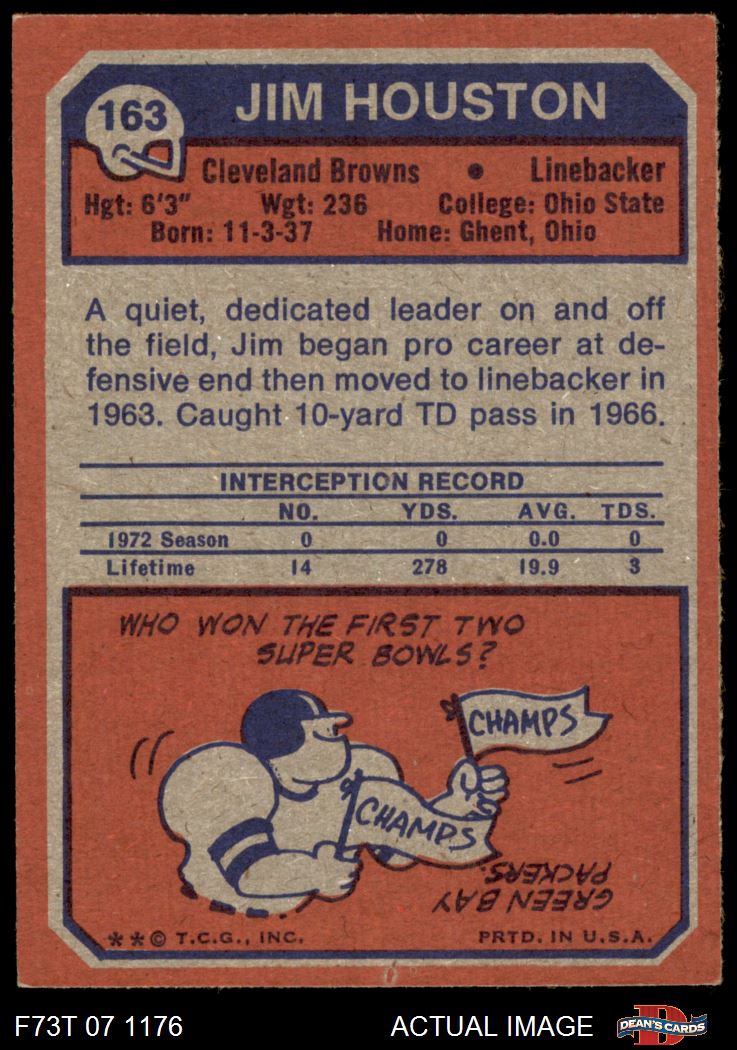 163
JIM HOUSTON
Cleveland Browns • Linebacker
Hgt: 6'3" Wgt: 236 College: Ohio State
Born: 11-3-37 Home: Ghent, Ohio
A quiet, dedicated leader on and off
the field, Jim began pro career at de-
fensive end then moved to linebacker in
1963. Caught 10-yard TD pass in 1966.
INTERCEPTION RECORD
NO. YDS. AVG. TDS.
1972 Season 0 0 0.0 0
Lifetime 14 278 19.9 3
WHO WON THE FIRST TWO
SUPER BOWLS?
CHAMPS
CHAMPS
GREEN BAY
PACKERS.
**© T.C.G., INC. PRTD. IN U.S.A.
F73T 07 1176 ACTUAL IMAGE
D
DEAN'S CARDS